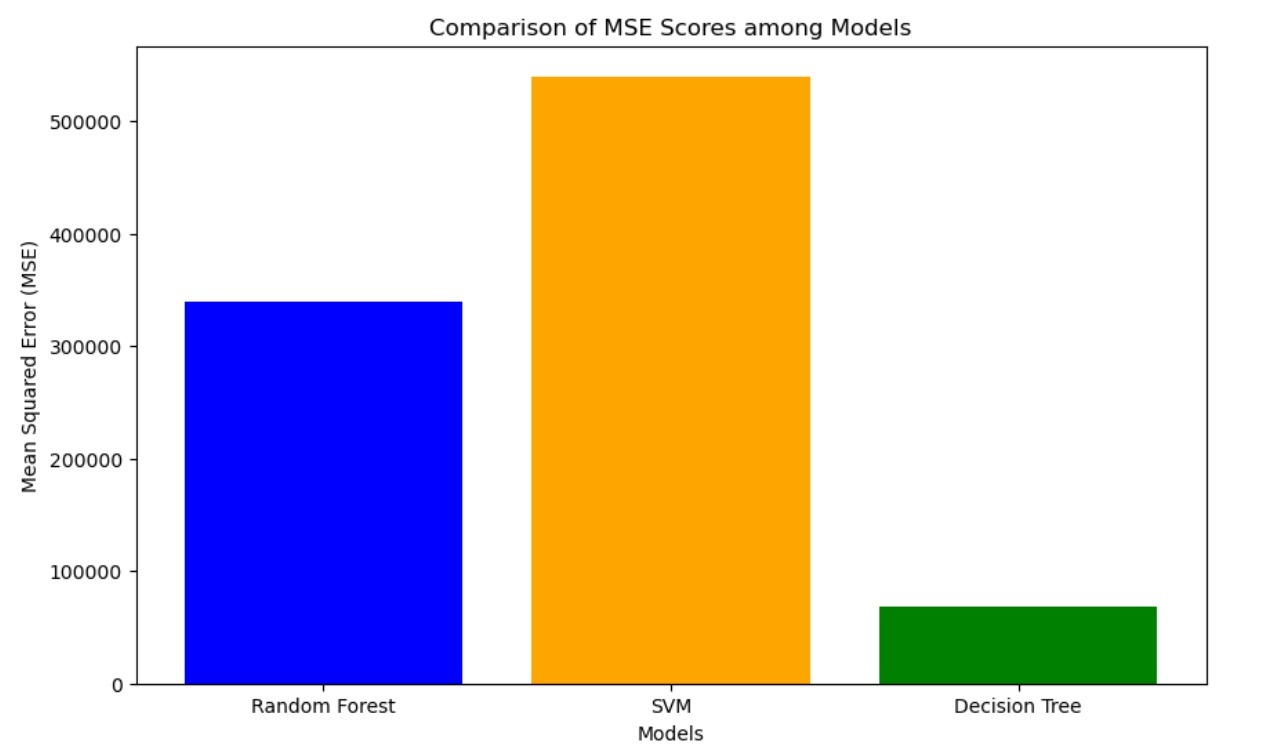 Comparison of MSE Scores among Models
Mean Squared Error (MSE)
500000
400000
300000
200000
100000
0
Random Forest
SVM
Decision Tree
Models